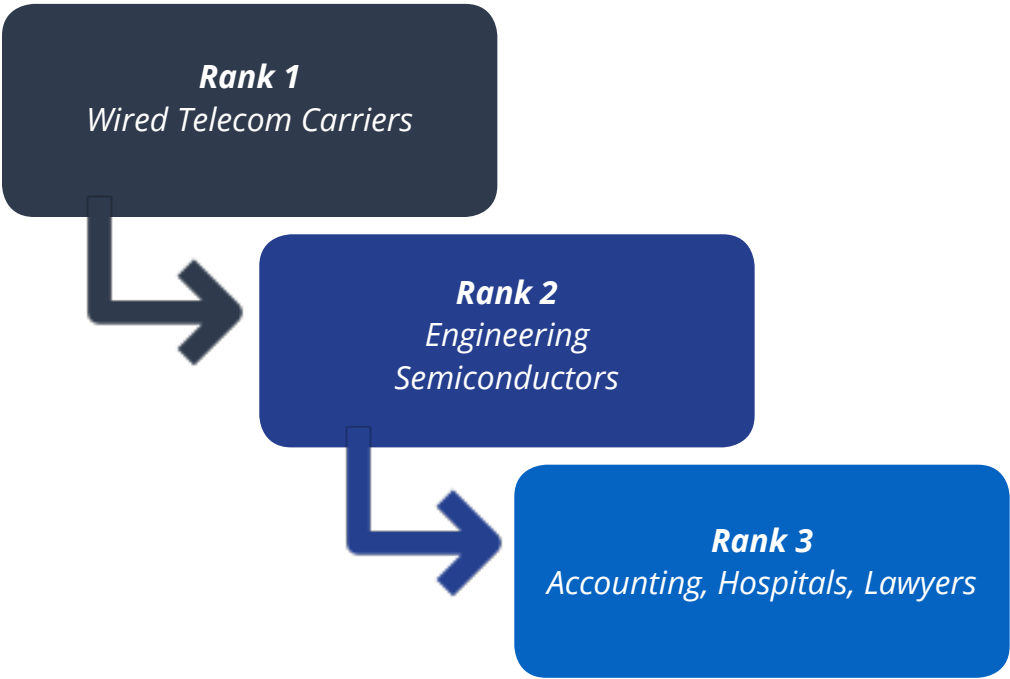 Rank 1
Wired Telecom Carriers
Rank 2
Engineering
Semiconductors
Rank 3
Accounting, Hospitals, Lawyers